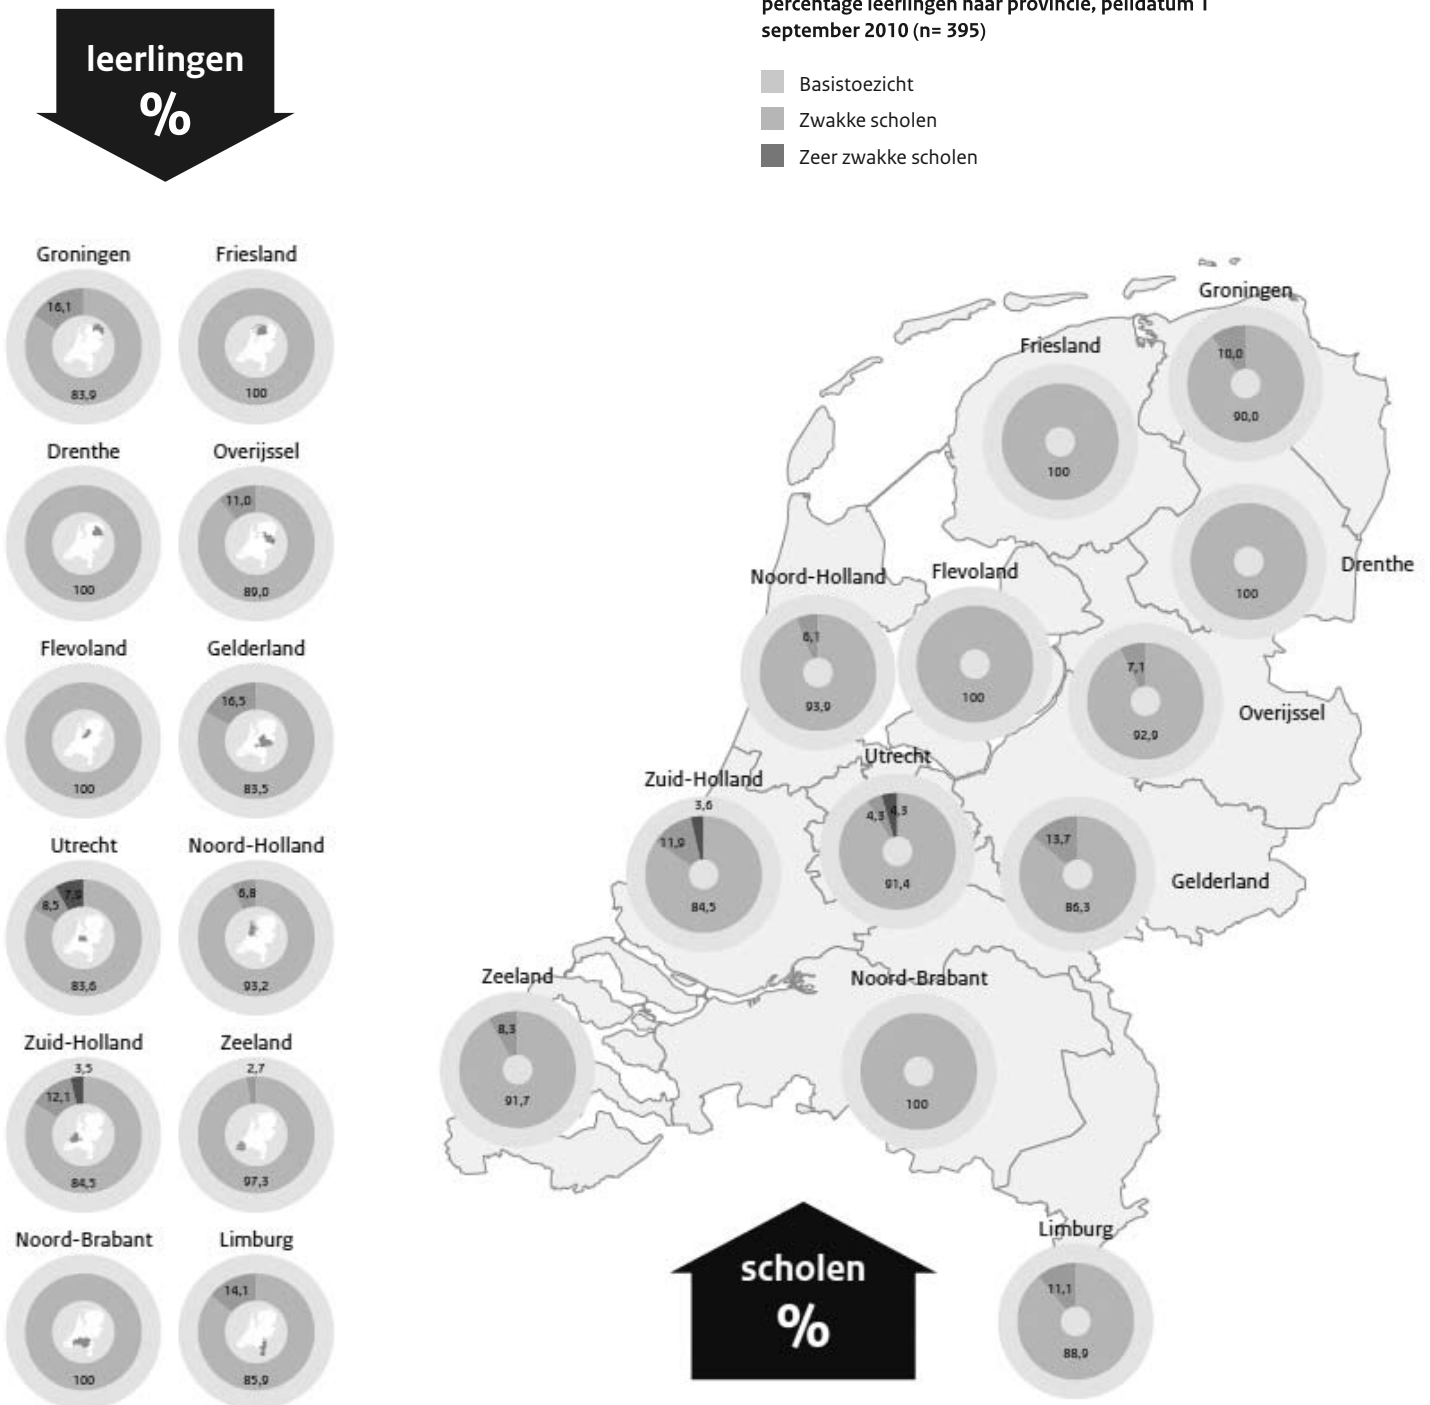 percentage leerlingen naar provincie, peildatum 1
september 2010 (n= 395)
Basistoezicht
Zwakke scholen
Zeer zwakke scholen
leerlingen
%
Groningen
16,1
83,9
Friesland
100
Drenthe
100
Overijssel
11,0
89,0
Flevoland
100
Gelderland
16,5
83,5
Utrecht
8,5
7,9
83,6
Noord-Holland
6,8
93,2
Zuid-Holland
3,5
12,1
84,5
Zeeland
2,7
97,3
Noord-Brabant
100
Limburg
14,1
85,9
Groningen
10,0
90,0
Friesland
100
Drenthe
100
Noord-Holland
6,1
93,9
Flevoland
100
Overijssel
7,1
92,9
Utrecht
4,3
4,3
91,4
Zuid-Holland
3,6
11,9
84,5
Gelderland
13,7
86,3
Zeeland
8,3
91,7
Noord-Brabant
100
Limburg
11,1
88,9
scholen
%